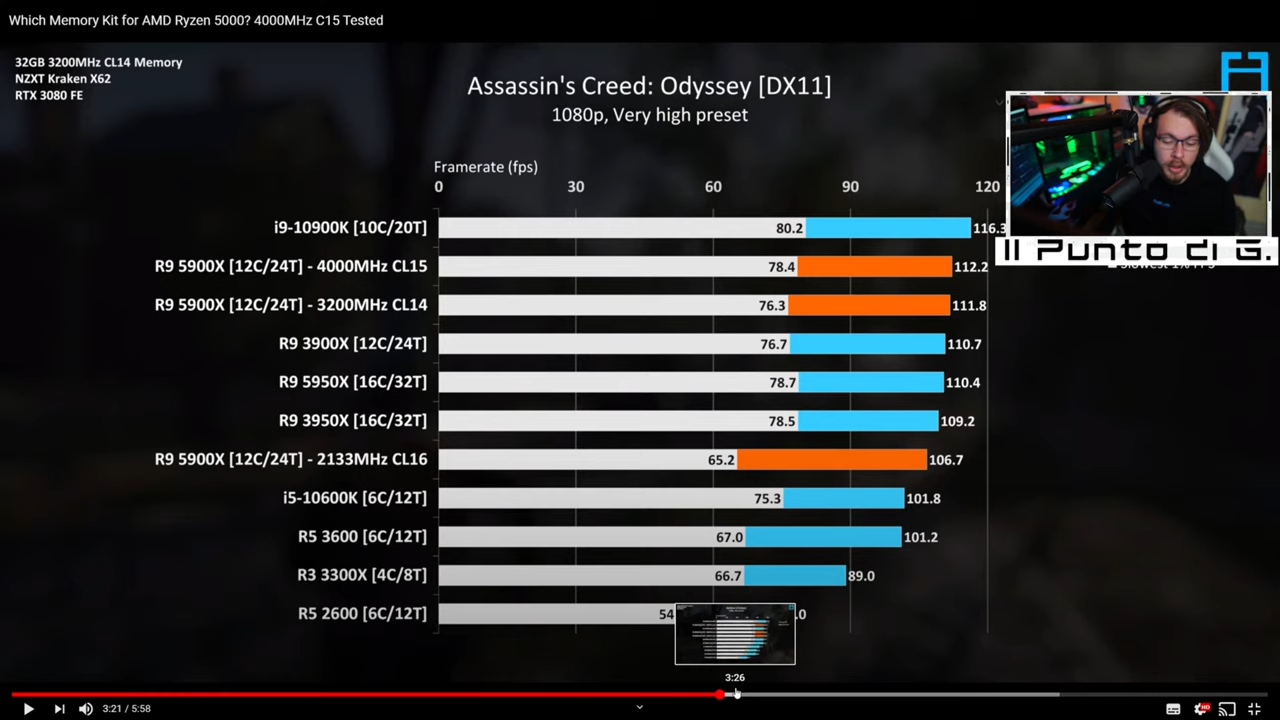 Which Memory Kit for AMD Ryzen 5000? 4000MHz C15 Tested
32GB 3200MHz CL14 Memory
NZXT Kraken X62
RTX 3080 FE
Assassin's Creed: Odyssey [DX11]
1080p, Very high preset
Framerate (fps)
0 30 60 90 120
i9-10900K [10C/20T] 80.2 116.3
Il Punto di G.
R9 5900X [12C/24T] - 4000MHz CL15 78.4 112.2
R9 5900X [12C/24T] - 3200MHz CL14 76.3 111.8
R9 3900X [12C/24T] 76.7 110.7
R9 5950X [16C/32T] 78.7 110.4
R9 3950X [16C/32T] 78.5 109.2
R9 5900X [12C/24T] - 2133MHz CL16 65.2 106.7
i5-10600K [6C/12T] 75.3 101.8
R5 3600 [6C/12T] 67.0 101.2
R3 3300X [4C/8T] 66.7 89.0
R5 2600 [6C/12T]
3:26
3:21 / 5:58
HD